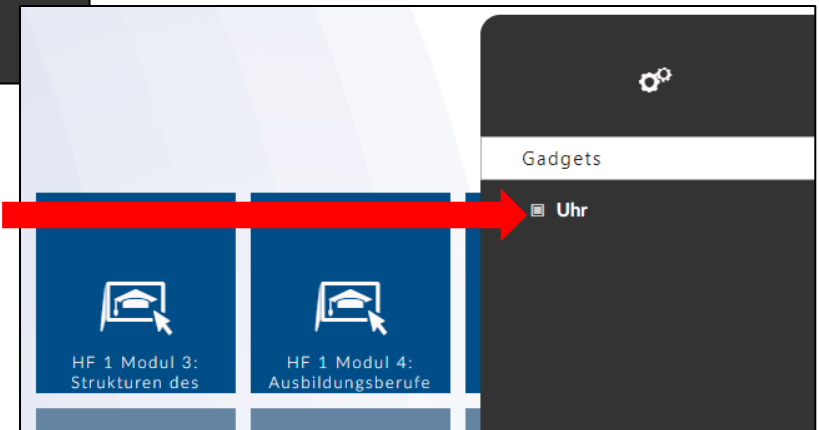 Gadgets
Uhr
HF 1 Modul 3:
Strukturen des
HF 1 Modul 4:
Ausbildungsberufe